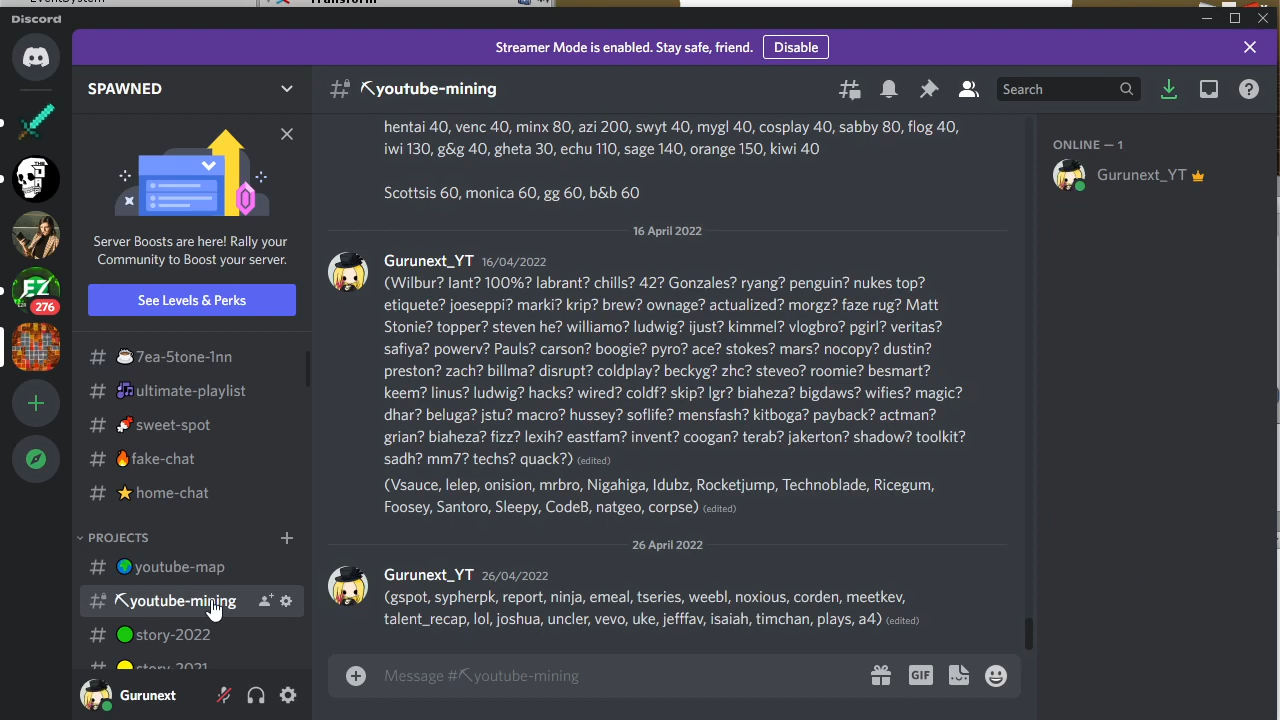 EventSystem
Transform
Discord
Streamer Mode is enabled. Stay safe, friend.
Disable
SPAWNED
⛏youtube-mining
Search
Server Boosts are here! Rally your
Community to Boost your server.
See Levels & Perks
EZ
276
# ☕7ea-5tone-1nn
# 🎶ultimate-playlist
# sweet-spot
# 🔥fake-chat
# ⭐home-chat
PROJECTS
# 🌍youtube-map
# ⛏youtube-mining
# 🟢story-2022
# 🟡story-2021
Gurunext
hentai 40, venc 40, minx 80, azi 200, swyt 40, mygl 40, cosplay 40, sabby 80, flog 40,
iwi 130, g&g 40, gheta 30, echu 110, sage 140, orange 150, kiwi 40
Scottsis 60, monica 60, gg 60, b&b 60
16 April 2022
Gurunext_YT 16/04/2022
(Wilbur? Iant? 100%? labrant? chills? 42? Gonzales? ryang? penguin? nukes top?
etiquete? joeseppi? marki? krip? brew? ownage? actualized? morgz? faze rug? Matt
Stonie? topper? steven he? williamo? ludwig? ijust? kimmel? vlogbro? pgirl? veritas?
safiya? powerv? Pauls? carson? boogie? pyro? ace? stokes? mars? nocopy? dustin?
preston? zach? billma? disrupt? coldplay? beckyg? zhc? steveo? roomie? besmart?
keem? linus? ludwig? hacks? wired? coldf? skip? lgr? biaheza? bigdaws? wifies? magic?
dhar? beluga? jstu? macro? hussey? soflife? mensfash? kitboga? payback? actman?
grian? biaheza? fizz? lexih? eastfam? invent? coogan? terab? jakerton? shadow? toolkit?
sadh? mm7? techs? quack?) (edited)
(Vsauce, lelep, onision, mrbro, Nigahiga, Idubz, Rocketjump, Technoblade, Ricegum,
Foosey, Santoro, Sleepy, CodeB, natgeo, corpse) (edited)
26 April 2022
Gurunext_YT 26/04/2022
(gspot, sypherpk, report, ninja, emeal, tseries, weebl, noxious, corden, meetkev,
talent_recap, lol, joshua, uncler, vevo, uke, jefffav, isaiah, timchan, plays, a4) (edited)
Message #⛏youtube-mining
GIF
ONLINE — 1
Gurunext_YT